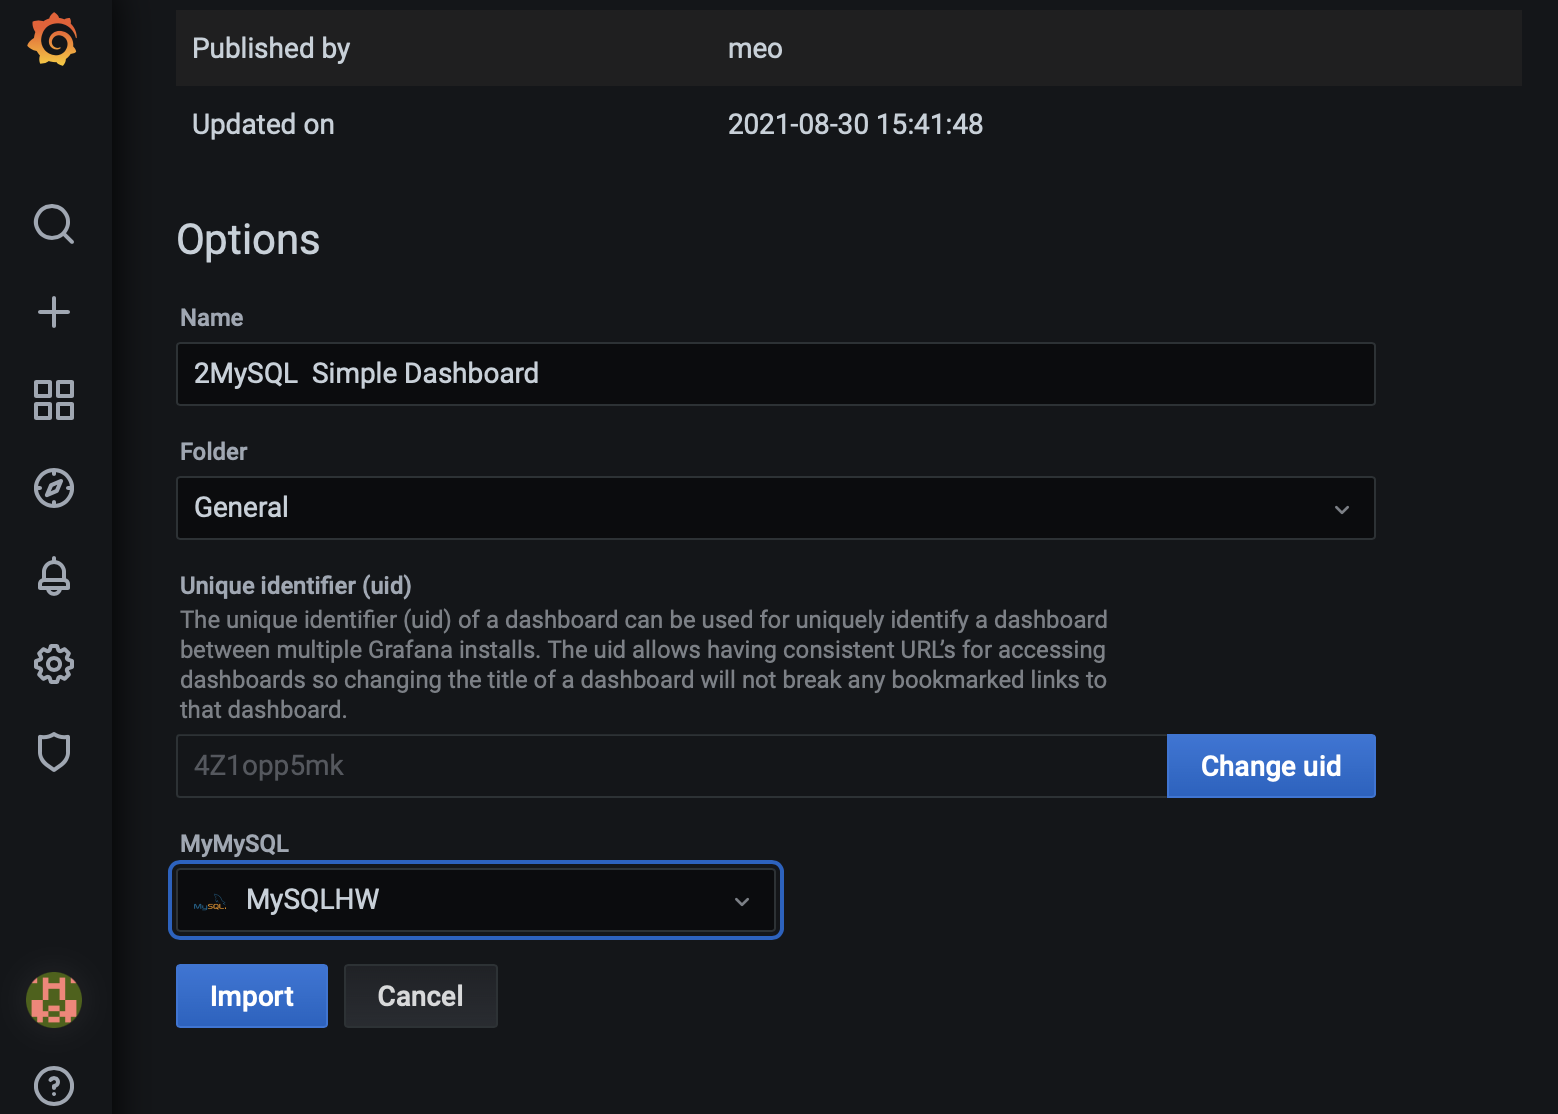 Published by meo
Updated on 2021-08-30 15:41:48
Options
Name
2MySQL  Simple Dashboard
Folder
General
Unique identifier (uid)
The unique identifier (uid) of a dashboard can be used for uniquely identify a dashboard
between multiple Grafana installs. The uid allows having consistent URL’s for accessing
dashboards so changing the title of a dashboard will not break any bookmarked links to
that dashboard.
4Z1opp5mk Change uid
MyMySQL
MySQL. MySQLHW
Import Cancel
?